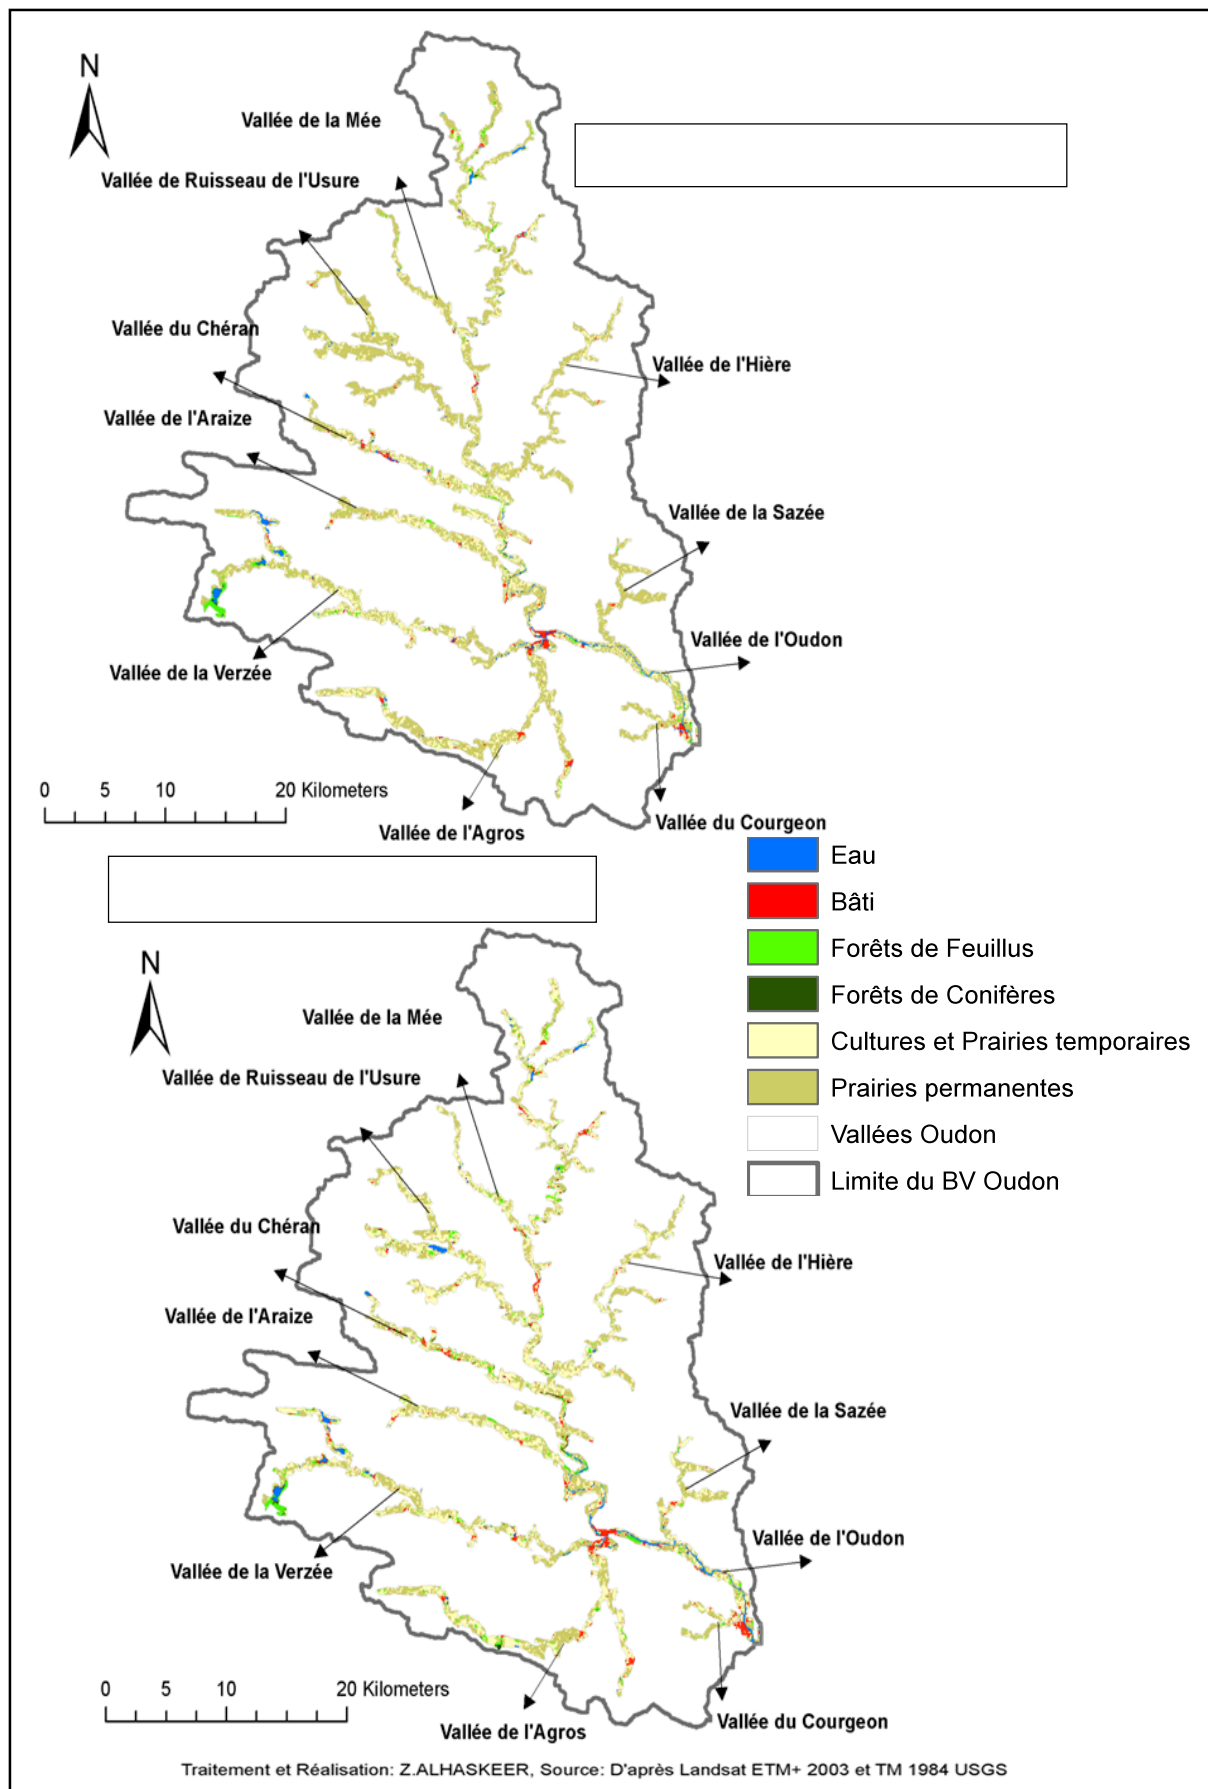 N
Vallée de la Mée
Vallée de Ruisseau de l'Usure
Vallée du Chéran
Vallée de l'Hière
Vallée de l'Araize
Vallée de la Sazée
Vallée de l'Oudon
Vallée de la Verzée
0 5 10 20 Kilometers
Vallée du Courgeon
Vallée de l'Agros
Eau
Bâti
Forêts de Feuillus
Forêts de Conifères
Cultures et Prairies temporaires
Prairies permanentes
Vallées Oudon
Limite du BV Oudon
N
Vallée de la Mée
Vallée de Ruisseau de l'Usure
Vallée du Chéran
Vallée de l'Hière
Vallée de l'Araize
Vallée de la Sazée
Vallée de l'Oudon
Vallée de la Verzée
0 5 10 20 Kilometers
Vallée du Courgeon
Vallée de l'Agros
Traitement et Réalisation: Z.ALHASKEER, Source: D'après Landsat ETM+ 2003 et TM 1984 USGS